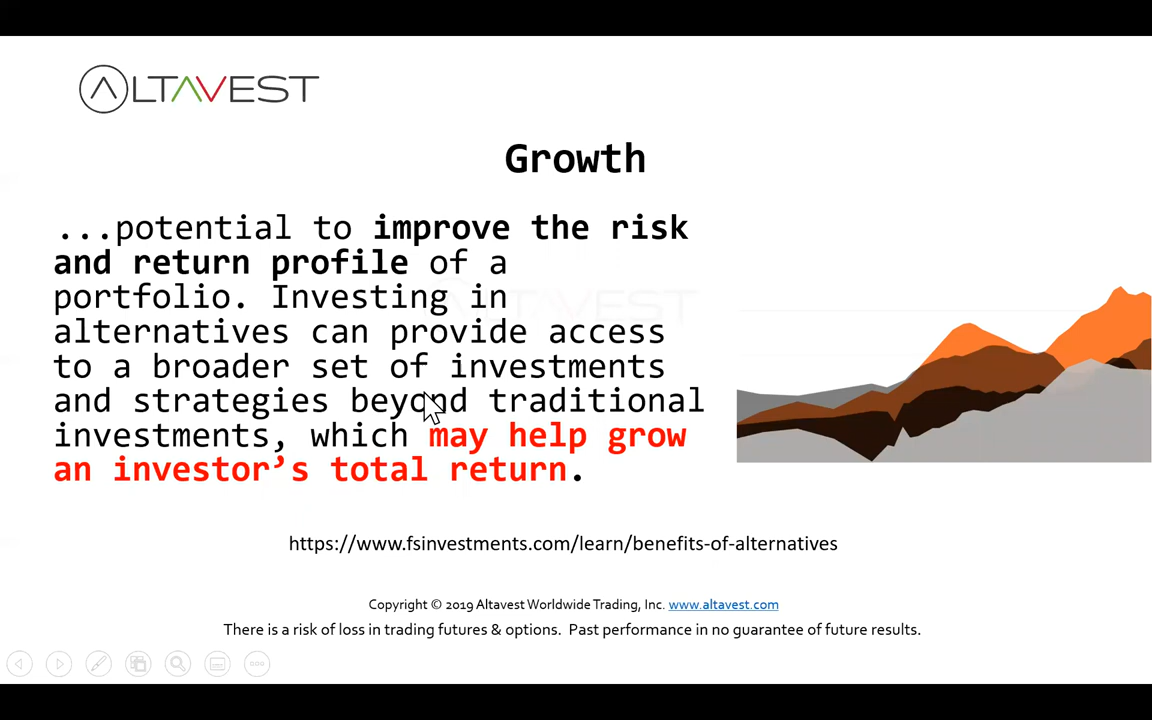 ALTAVEST
Growth
...potential to improve the risk
and return profile of a
portfolio. Investing in
alternatives can provide access
to a broader set of investments
and strategies beyond traditional
investments, which may help grow
an investor’s total return.
ALTAVEST
https://www.fsinvestments.com/learn/benefits-of-alternatives
Copyright © 2019 Altavest Worldwide Trading, Inc. www.altavest.com
There is a risk of loss in trading futures & options. Past performance in no guarantee of future results.